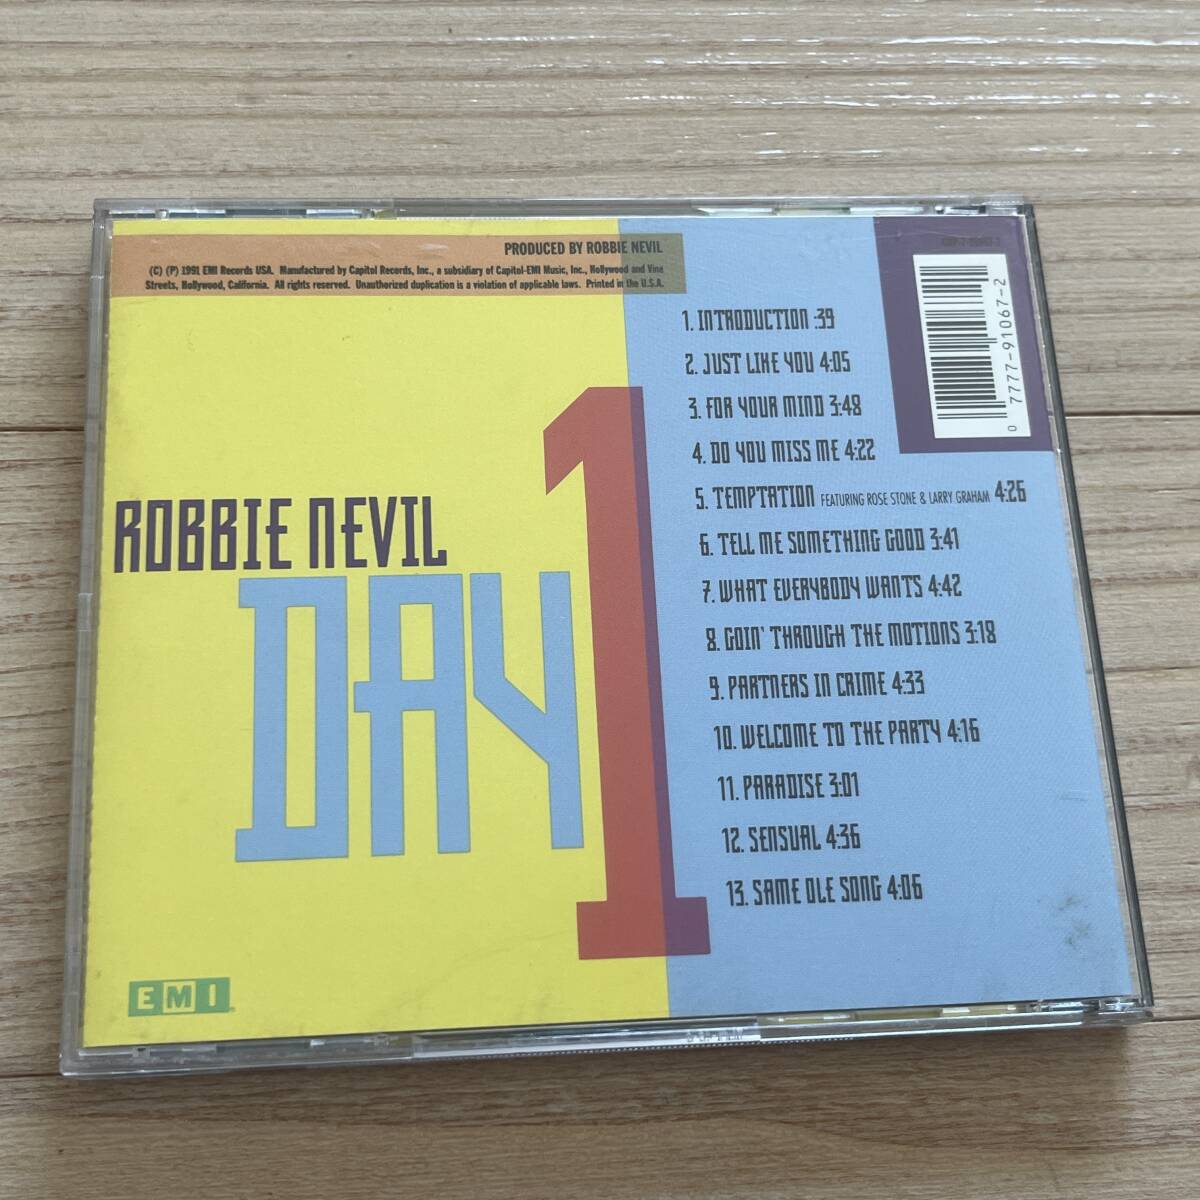 PRODUCED BY ROBBIE NEVIL
(C) (P) 1991 EMI Records USA. Manufactured by Capitol Records, Inc., a subsidiary of Capitol-EMI Music, Inc., Hollywood and Vine
Streets, Hollywood, California. All rights reserved. Unauthorized duplication is a violation of applicable laws. Printed in the U.S.A.
0 7777-91067-2
1. INTRODUCTION :39
2. JUST LIKE YOU 4:05
3. FOR YOUR MIND 3:48
4. DO YOU MISS ME 4:22
5. TEMPTATION FEATURING ROSE STONE & LARRY GRAHAM 4:26
6. TELL ME SOMETHING GOOD 3:41
7. WHAT EVERYBODY WANTS 4:42
8. GOIN' THROUGH THE MOTIONS 3:18
9. PARTNERS IN CRIME 4:33
10. WELCOME TO THE PARTY 4:16
11. PARADISE 3:01
12. SENSUAL 4:36
13. SAME OLE SONG 4:06
ROBBIE NEVIL
DAY 1
EMI